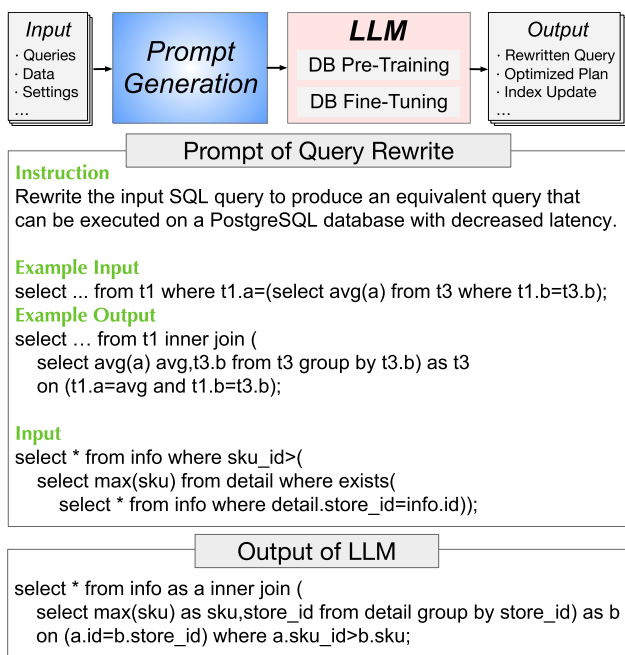 Input
· Queries
· Data
· Settings
...
Prompt
Generation
LLM
DB Pre-Training
DB Fine-Tuning
Output
· Rewritten Query
· Optimized Plan
· Index Update
...
Prompt of Query Rewrite
Instruction
Rewrite the input SQL query to produce an equivalent query that
can be executed on a PostgreSQL database with decreased latency.
Example Input
select ... from t1 where t1.a=(select avg(a) from t3 where t1.b=t3.b);
Example Output
select … from t1 inner join (
select avg(a) avg,t3.b from t3 group by t3.b) as t3
on (t1.a=avg and t1.b=t3.b);
Input
select * from info where sku_id>(
select max(sku) from detail where exists(
select * from info where detail.store_id=info.id));
Output of LLM
select * from info as a inner join (
select max(sku) as sku,store_id from detail group by store_id) as b
on (a.id=b.store_id) where a.sku_id>b.sku;